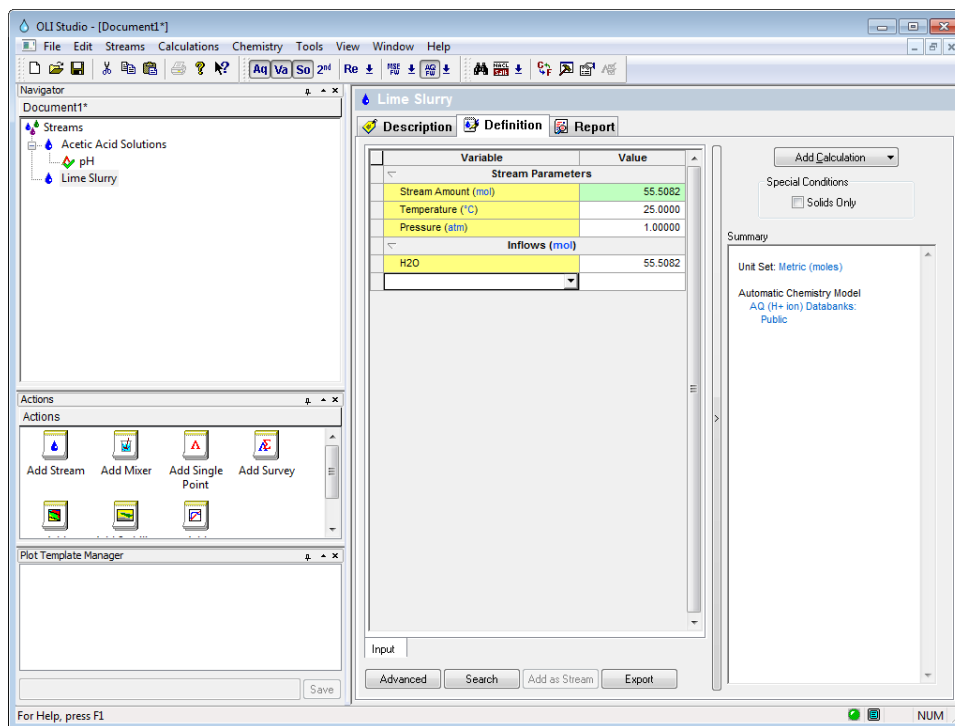 OLI Studio - [Document1*]
File Edit Streams Calculations Chemistry Tools View Window Help
Aq Va So 2nd Re MSE FW AQ FW
Navigator
Document1*
Streams
Acetic Acid Solutions
pH
Lime Slurry
Actions
Actions
Add Stream Add Mixer Add Single Point Add Survey
Plot Template Manager
Save
Lime Slurry
Description Definition Report
Variable Value
Stream Parameters
Stream Amount (mol) 55.5082
Temperature (°C) 25.0000
Pressure (atm) 1.00000
Inflows (mol)
H2O 55.5082
Input
Advanced Search Add as Stream Export
Add Calculation
Special Conditions
Solids Only
Summary
Unit Set: Metric (moles)
Automatic Chemistry Model
AQ (H+ ion) Databanks:
Public
For Help, press F1 NUM